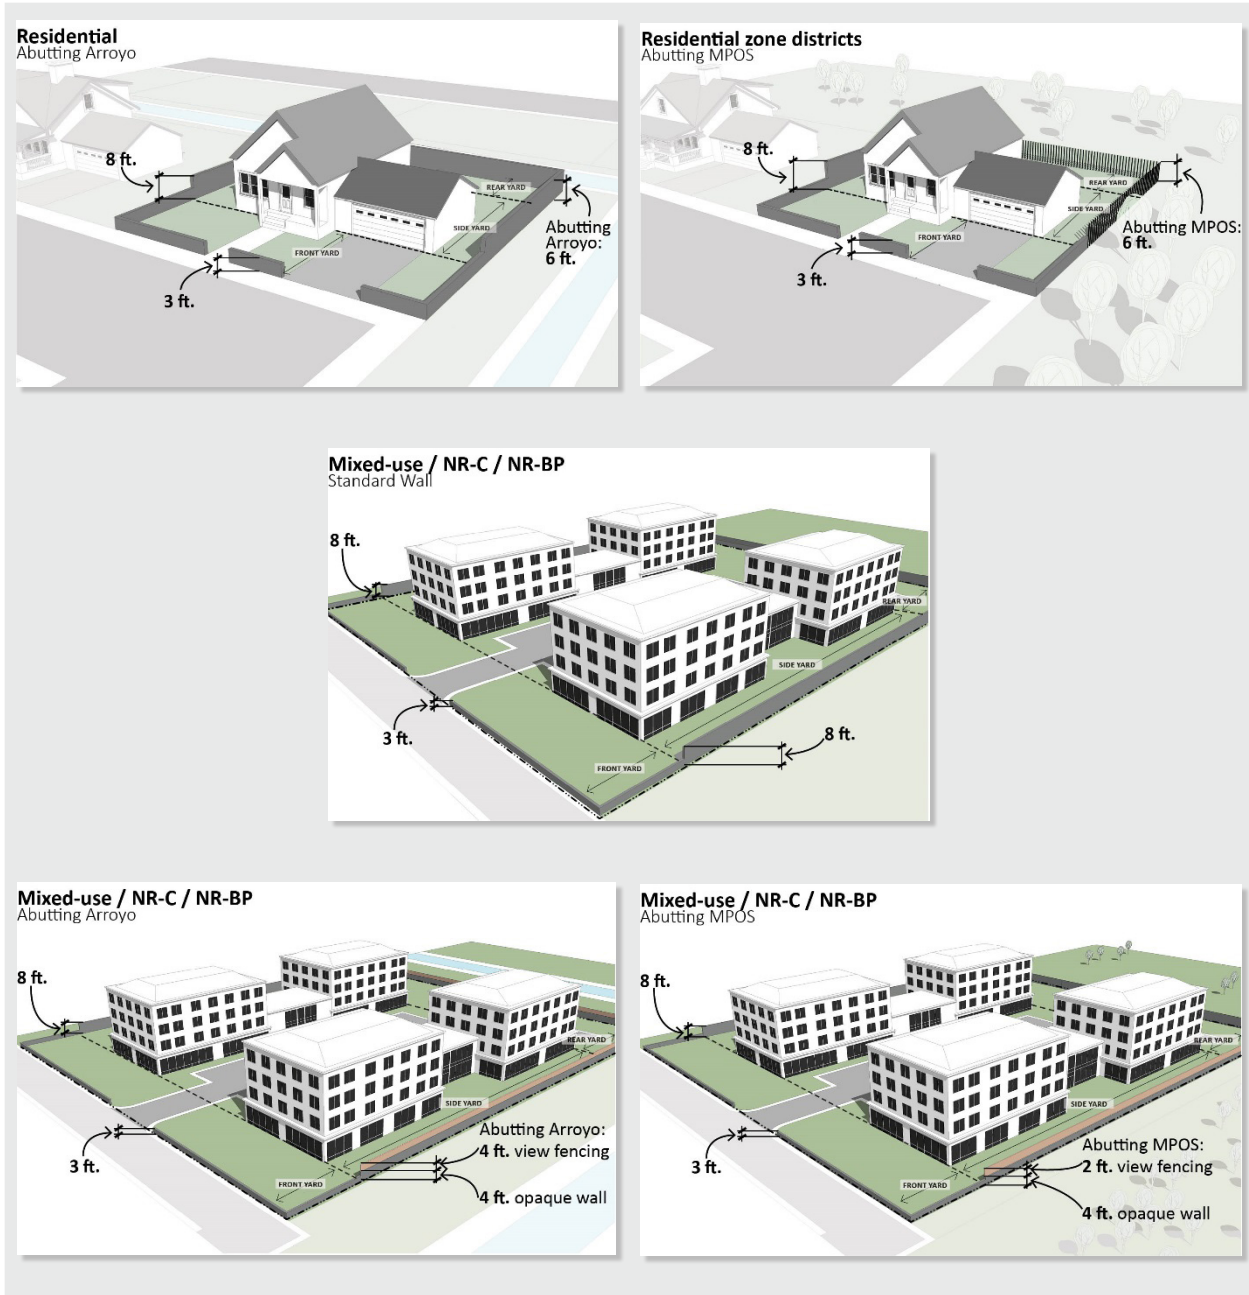 Residential
Abutting Arroyo
8 ft.
REAR YARD
SIDE YARD
FRONT YARD
Abutting
Arroyo:
6 ft.
3 ft.
Residential zone districts
Abutting MPOS
8 ft.
REAR YARD
SIDE YARD
FRONT YARD
Abutting MPOS:
6 ft.
3 ft.
Mixed-use / NR-C / NR-BP
Standard Wall
8 ft.
REAR YARD
SIDE YARD
3 ft.
8 ft.
FRONT YARD
Mixed-use / NR-C / NR-BP
Abutting Arroyo
8 ft.
REAR YARD
SIDE YARD
Abutting Arroyo:
4 ft. view fencing
3 ft.
FRONT YARD
4 ft. opaque wall
Mixed-use / NR-C / NR-BP
Abutting MPOS
8 ft.
REAR YARD
SIDE YARD
Abutting MPOS:
2 ft. view fencing
3 ft.
FRONT YARD
4 ft. opaque wall